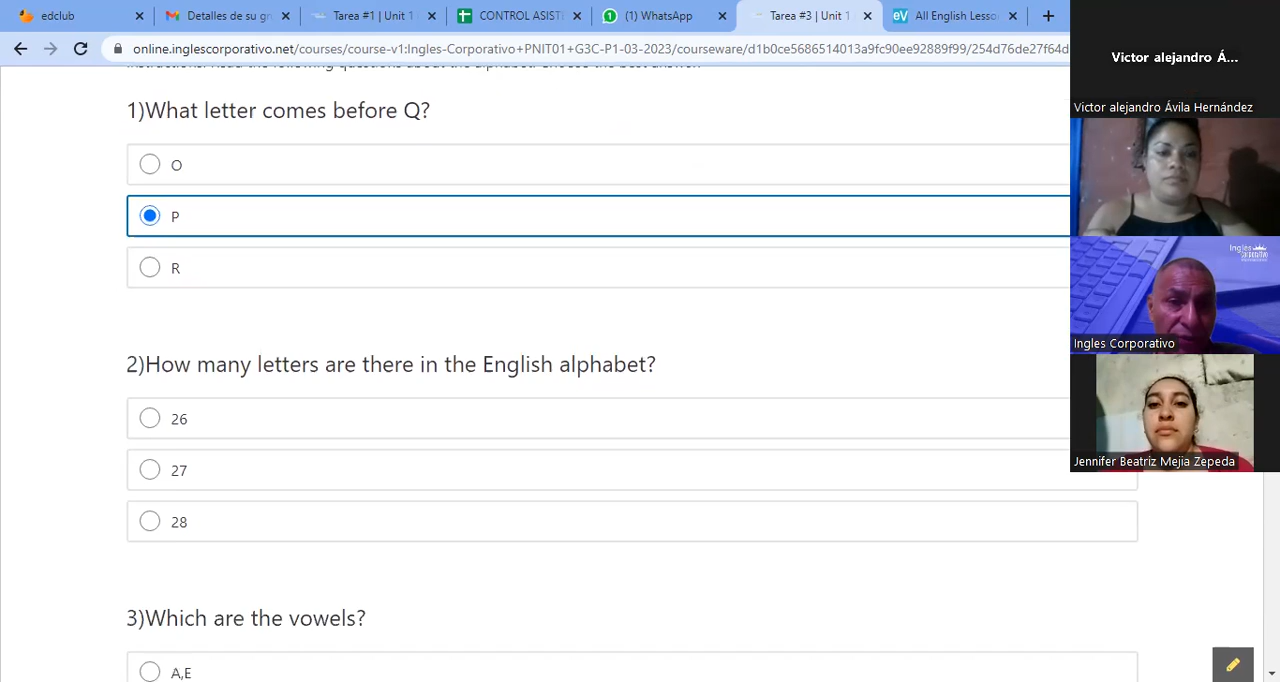 edclub
Detalles de su gr
Tarea #1 | Unit 1
CONTROL ASIST
(1) WhatsApp
Tarea #3 | Unit 1
All English Lesso
online.inglescorporativo.net/courses/course-v1:Ingles-Corporativo+PNIT01+G3C-P1-03-2023/courseware/
Victor alejandro Á...
Victor alejandro Ávila Hernández
1)What letter comes before Q?
O
P
R
Inglés
corporativo
Ingles Corporativo
2)How many letters are there in the English alphabet?
26
27
28
Jennifer Beatriz Mejia Zepeda
3)Which are the vowels?
A,E